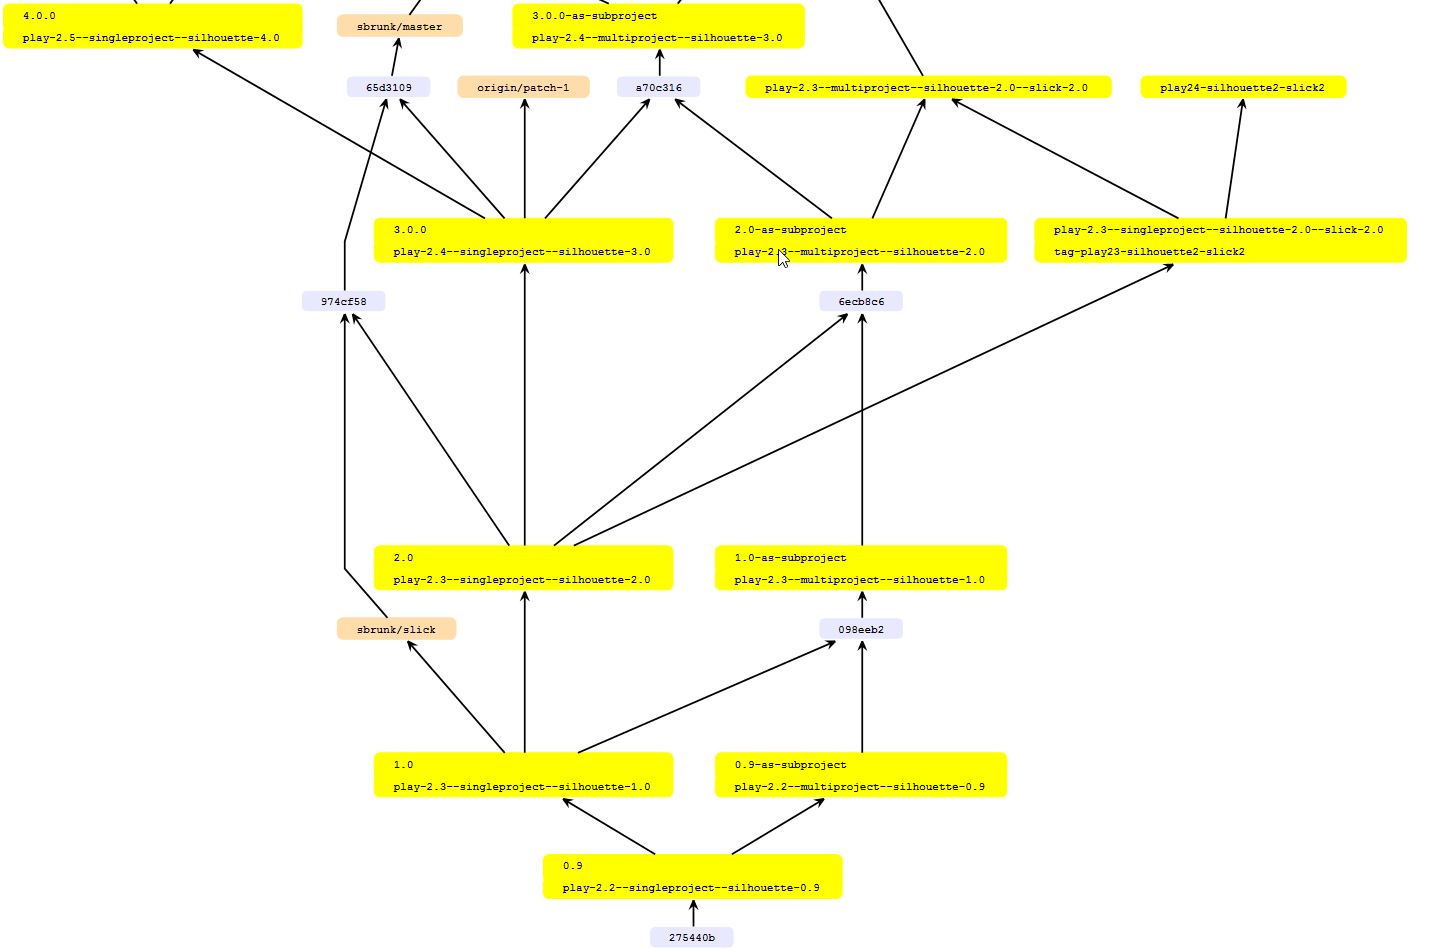 4.0.0
play-2.5--singleproject--silhouette-4.0
sbrunk/master
3.0.0-as-subproject
play-2.4--multiproject--silhouette-3.0
65d3109
origin/patch-1
a70c316
play-2.3--multiproject--silhouette-2.0--slick-2.0
play24-silhouette2-slick2
3.0.0
play-2.4--singleproject--silhouette-3.0
2.0-as-subproject
play-2.3--multiproject--silhouette-2.0
play-2.3--singleproject--silhouette-2.0--slick-2.0
tag-play23-silhouette2-slick2
974cf58
6ecb8c6
2.0
play-2.3--singleproject--silhouette-2.0
1.0-as-subproject
play-2.3--multiproject--silhouette-1.0
sbrunk/slick
098eeb2
1.0
play-2.3--singleproject--silhouette-1.0
0.9-as-subproject
play-2.2--multiproject--silhouette-0.9
0.9
play-2.2--singleproject--silhouette-0.9
275440b